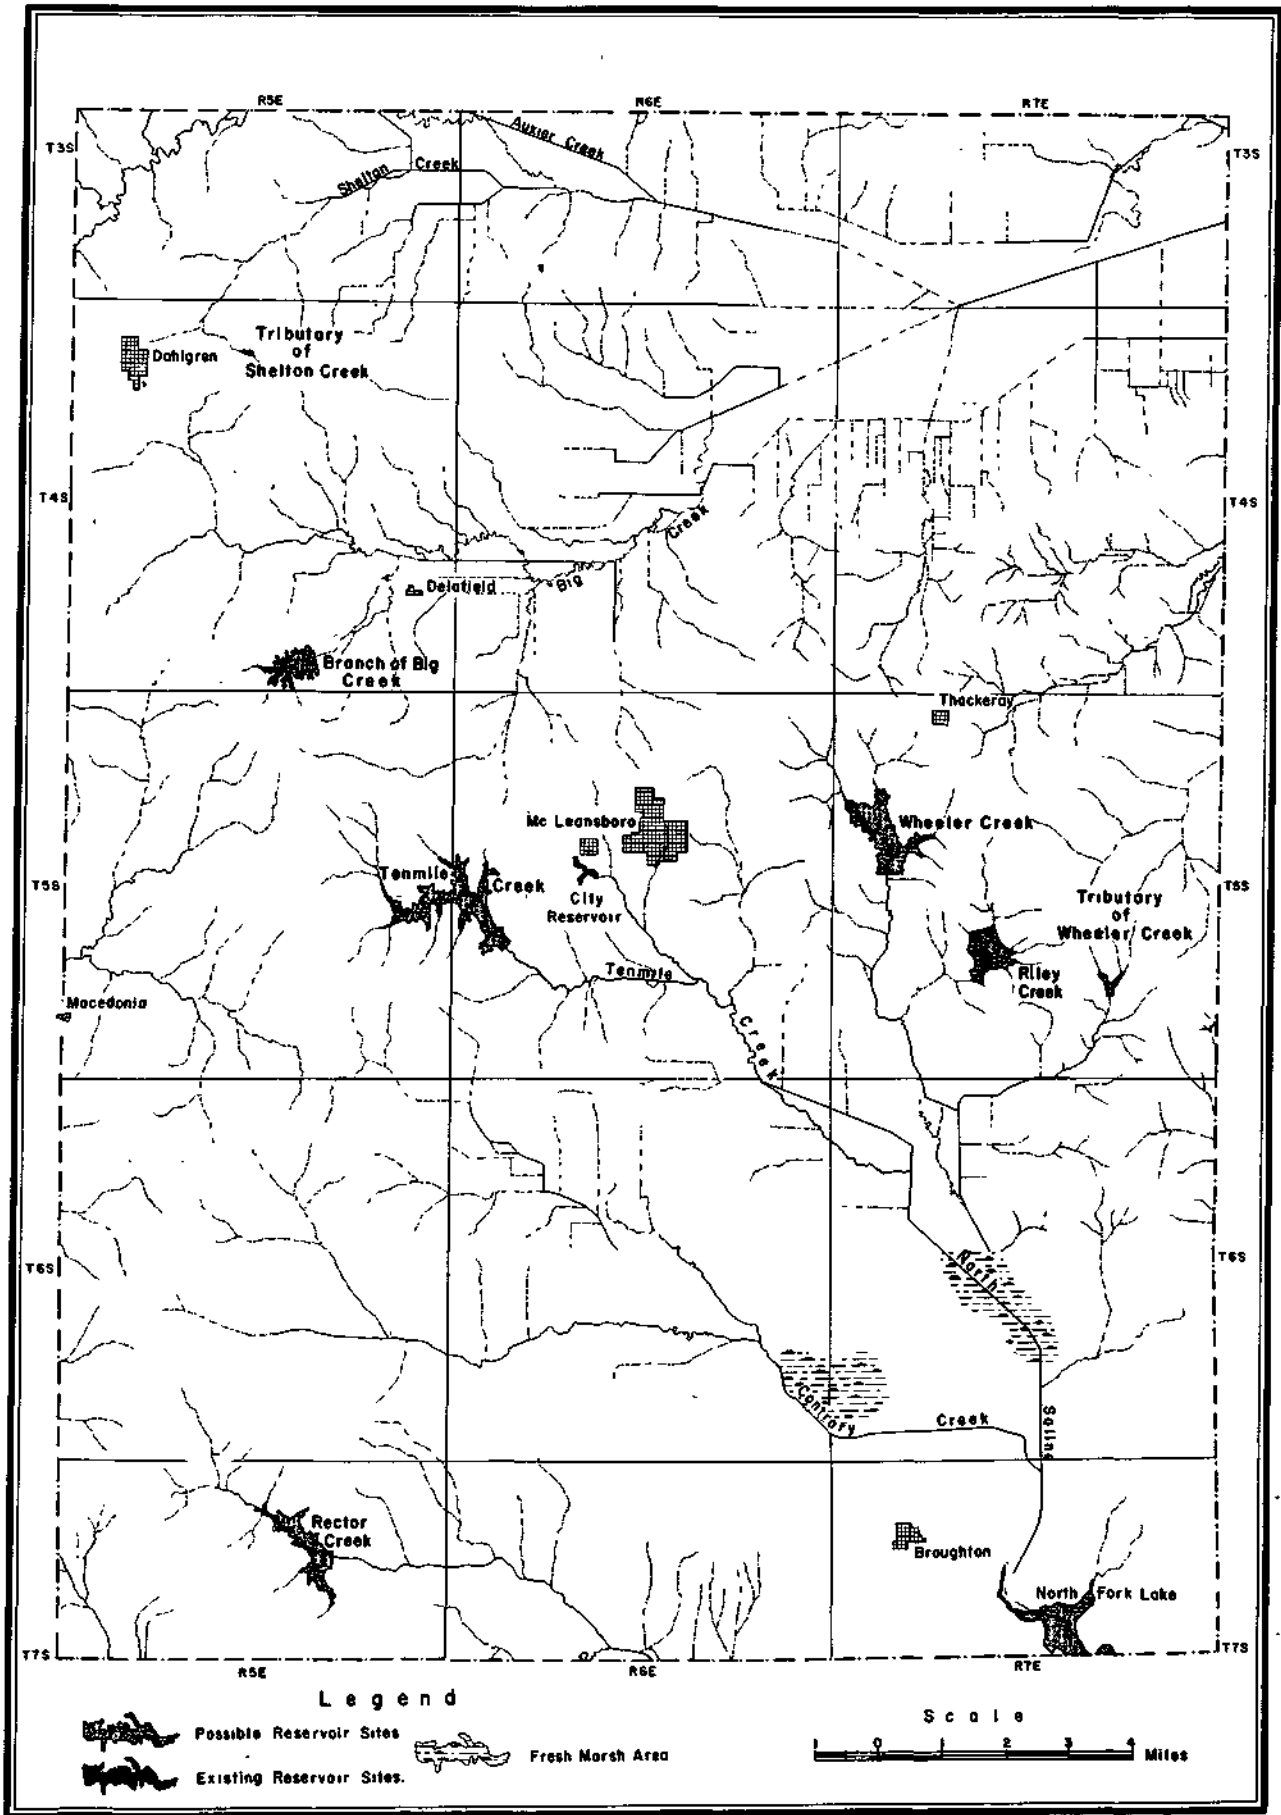 R5E R6E R7E
T3S T3S
Auxier Creek
Shelton Creek
Tributary
of
Shelton Creek
Dahlgren
T4S T4S
Creek
Big
Delafield
Branch of Big
Creek
Thackeray
Mc Leansboro
Wheeler Creek
Tenmile Creek
City
Reservoir
T5S T5S
Tributary
of
Wheeler Creek
Riley
Creek
Tenmile
Creek
Macedonia
T6S T6S
North
Contrary
Creek
Saline
Rector
Creek
Broughton
North Fork Lake
T7S T7S
R5E R6E R7E
Legend
Possible Reservoir Sites
Existing Reservoir Sites.
Fresh Marsh Area
Scale
0 1 2 3 4
Miles